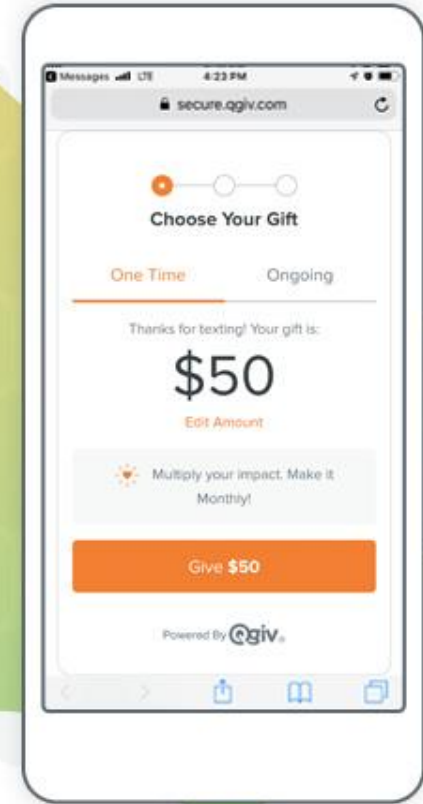 Messages LTE 4:23 PM
secure.qgiv.com
Choose Your Gift
One Time Ongoing
Thanks for texting! Your gift is:
$50
Edit Amount
Multiply your impact. Make it
Monthly!
Give $50
Powered By Qgiv.